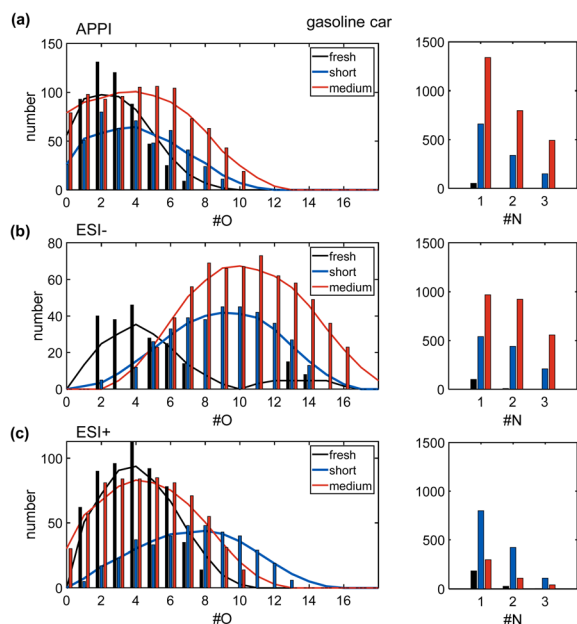 (a)
APPI
gasoline car
150
100
50
0
number
fresh
short
medium
0 2 4 6 8 10 12 14 16
#O
1500
1000
500
0
1 2 3
#N
(b)
ESI-
80
60
40
20
0
number
fresh
short
medium
0 2 4 6 8 10 12 14 16
#O
1500
1000
500
0
1 2 3
#N
(c)
ESI+
100
50
0
number
fresh
short
medium
0 2 4 6 8 10 12 14 16
#O
1500
1000
500
0
1 2 3
#N